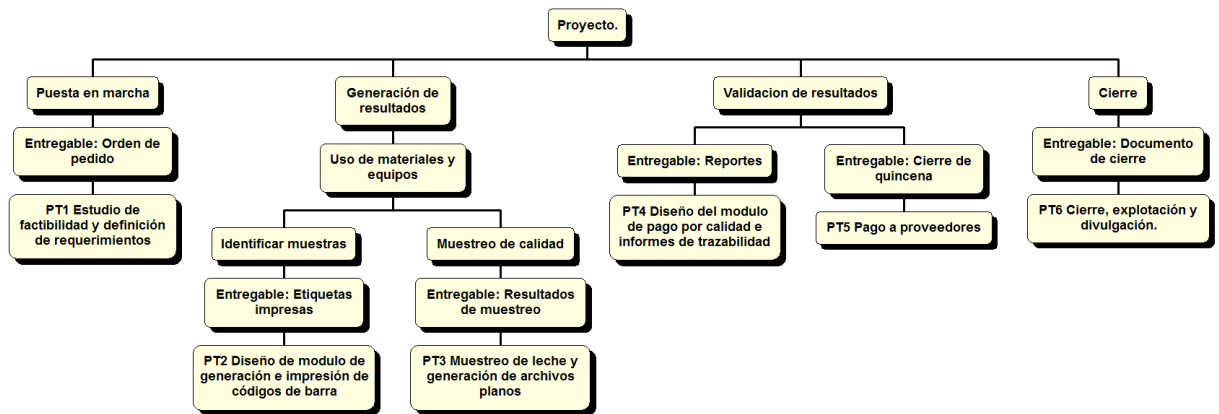 Proyecto.
Puesta en marcha
Generación de
resultados
Validacion de resultados
Cierre
Entregable: Orden de
pedido
Uso de materiales y
equipos
Entregable: Reportes
Entregable: Cierre de
quincena
Entregable: Documento
de cierre
PT1 Estudio de
factibilidad y definición
de requerimientos
Identificar muestras
Muestreo de calidad
PT4 Diseño del modulo
de pago por calidad e
informes de trazabilidad
PT5 Pago a proveedores
PT6 Cierre, explotación y
divulgación.
Entregable: Etiquetas
impresas
Entregable: Resultados
de muestreo
PT2 Diseño de modulo de
generación e impresión de
códigos de barra
PT3 Muestreo de leche y
generación de archivos
planos